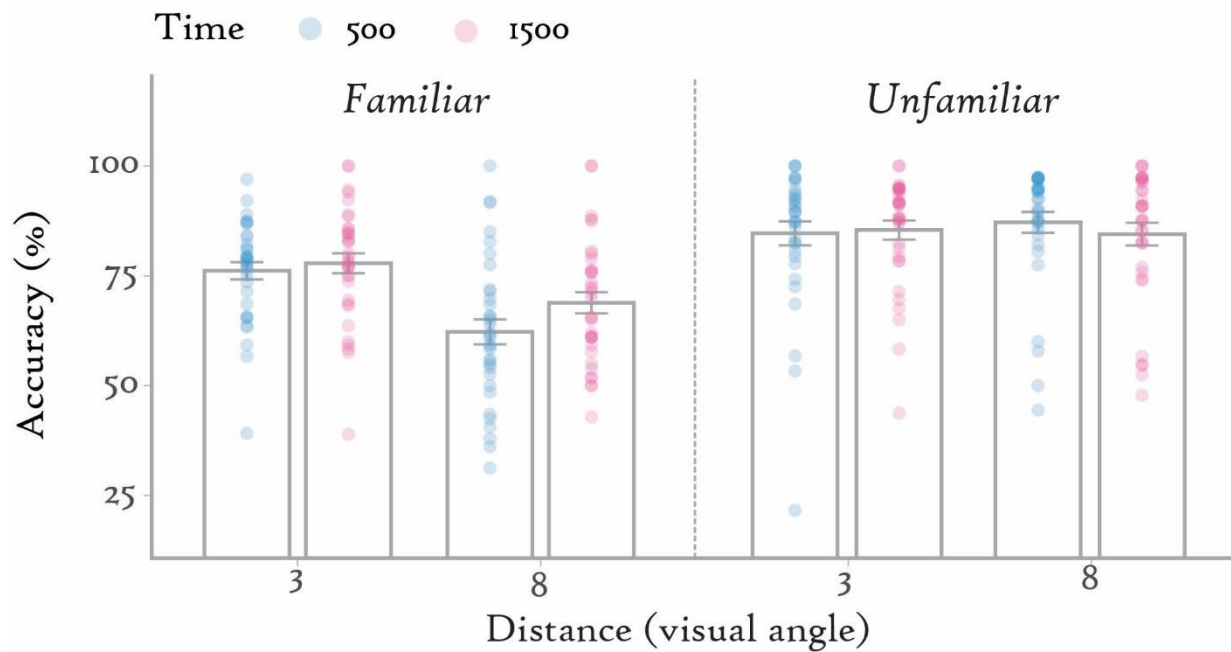 Time 500 1500
Familiar Unfamiliar
100
75
50
25
Accuracy (%)
3 8 3 8
Distance (visual angle)